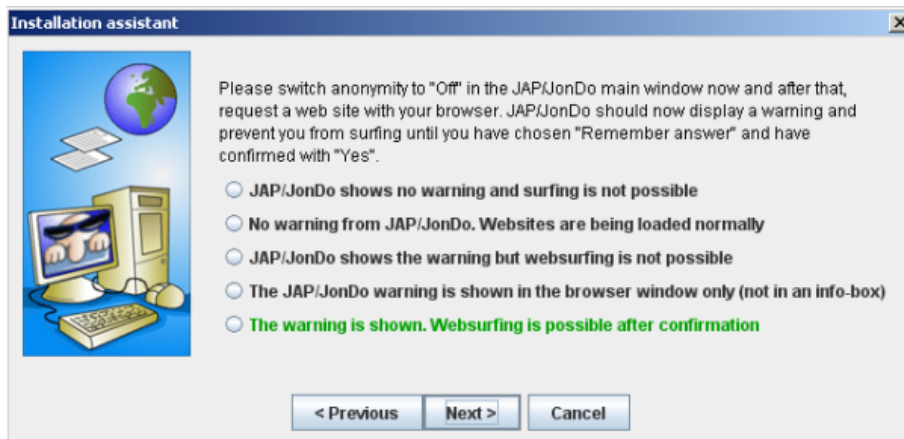 Installation assistant
Please switch anonymity to "Off" in the JAP/JonDo main window now and after that,
request a web site with your browser. JAP/JonDo should now display a warning and
prevent you from surfing until you have chosen "Remember answer" and have
confirmed with "Yes".
JAP/JonDo shows no warning and surfing is not possible
No warning from JAP/JonDo. Websites are being loaded normally
JAP/JonDo shows the warning but websurfing is not possible
The JAP/JonDo warning is shown in the browser window only (not in an info-box)
The warning is shown. Websurfing is possible after confirmation
< Previous Next > Cancel